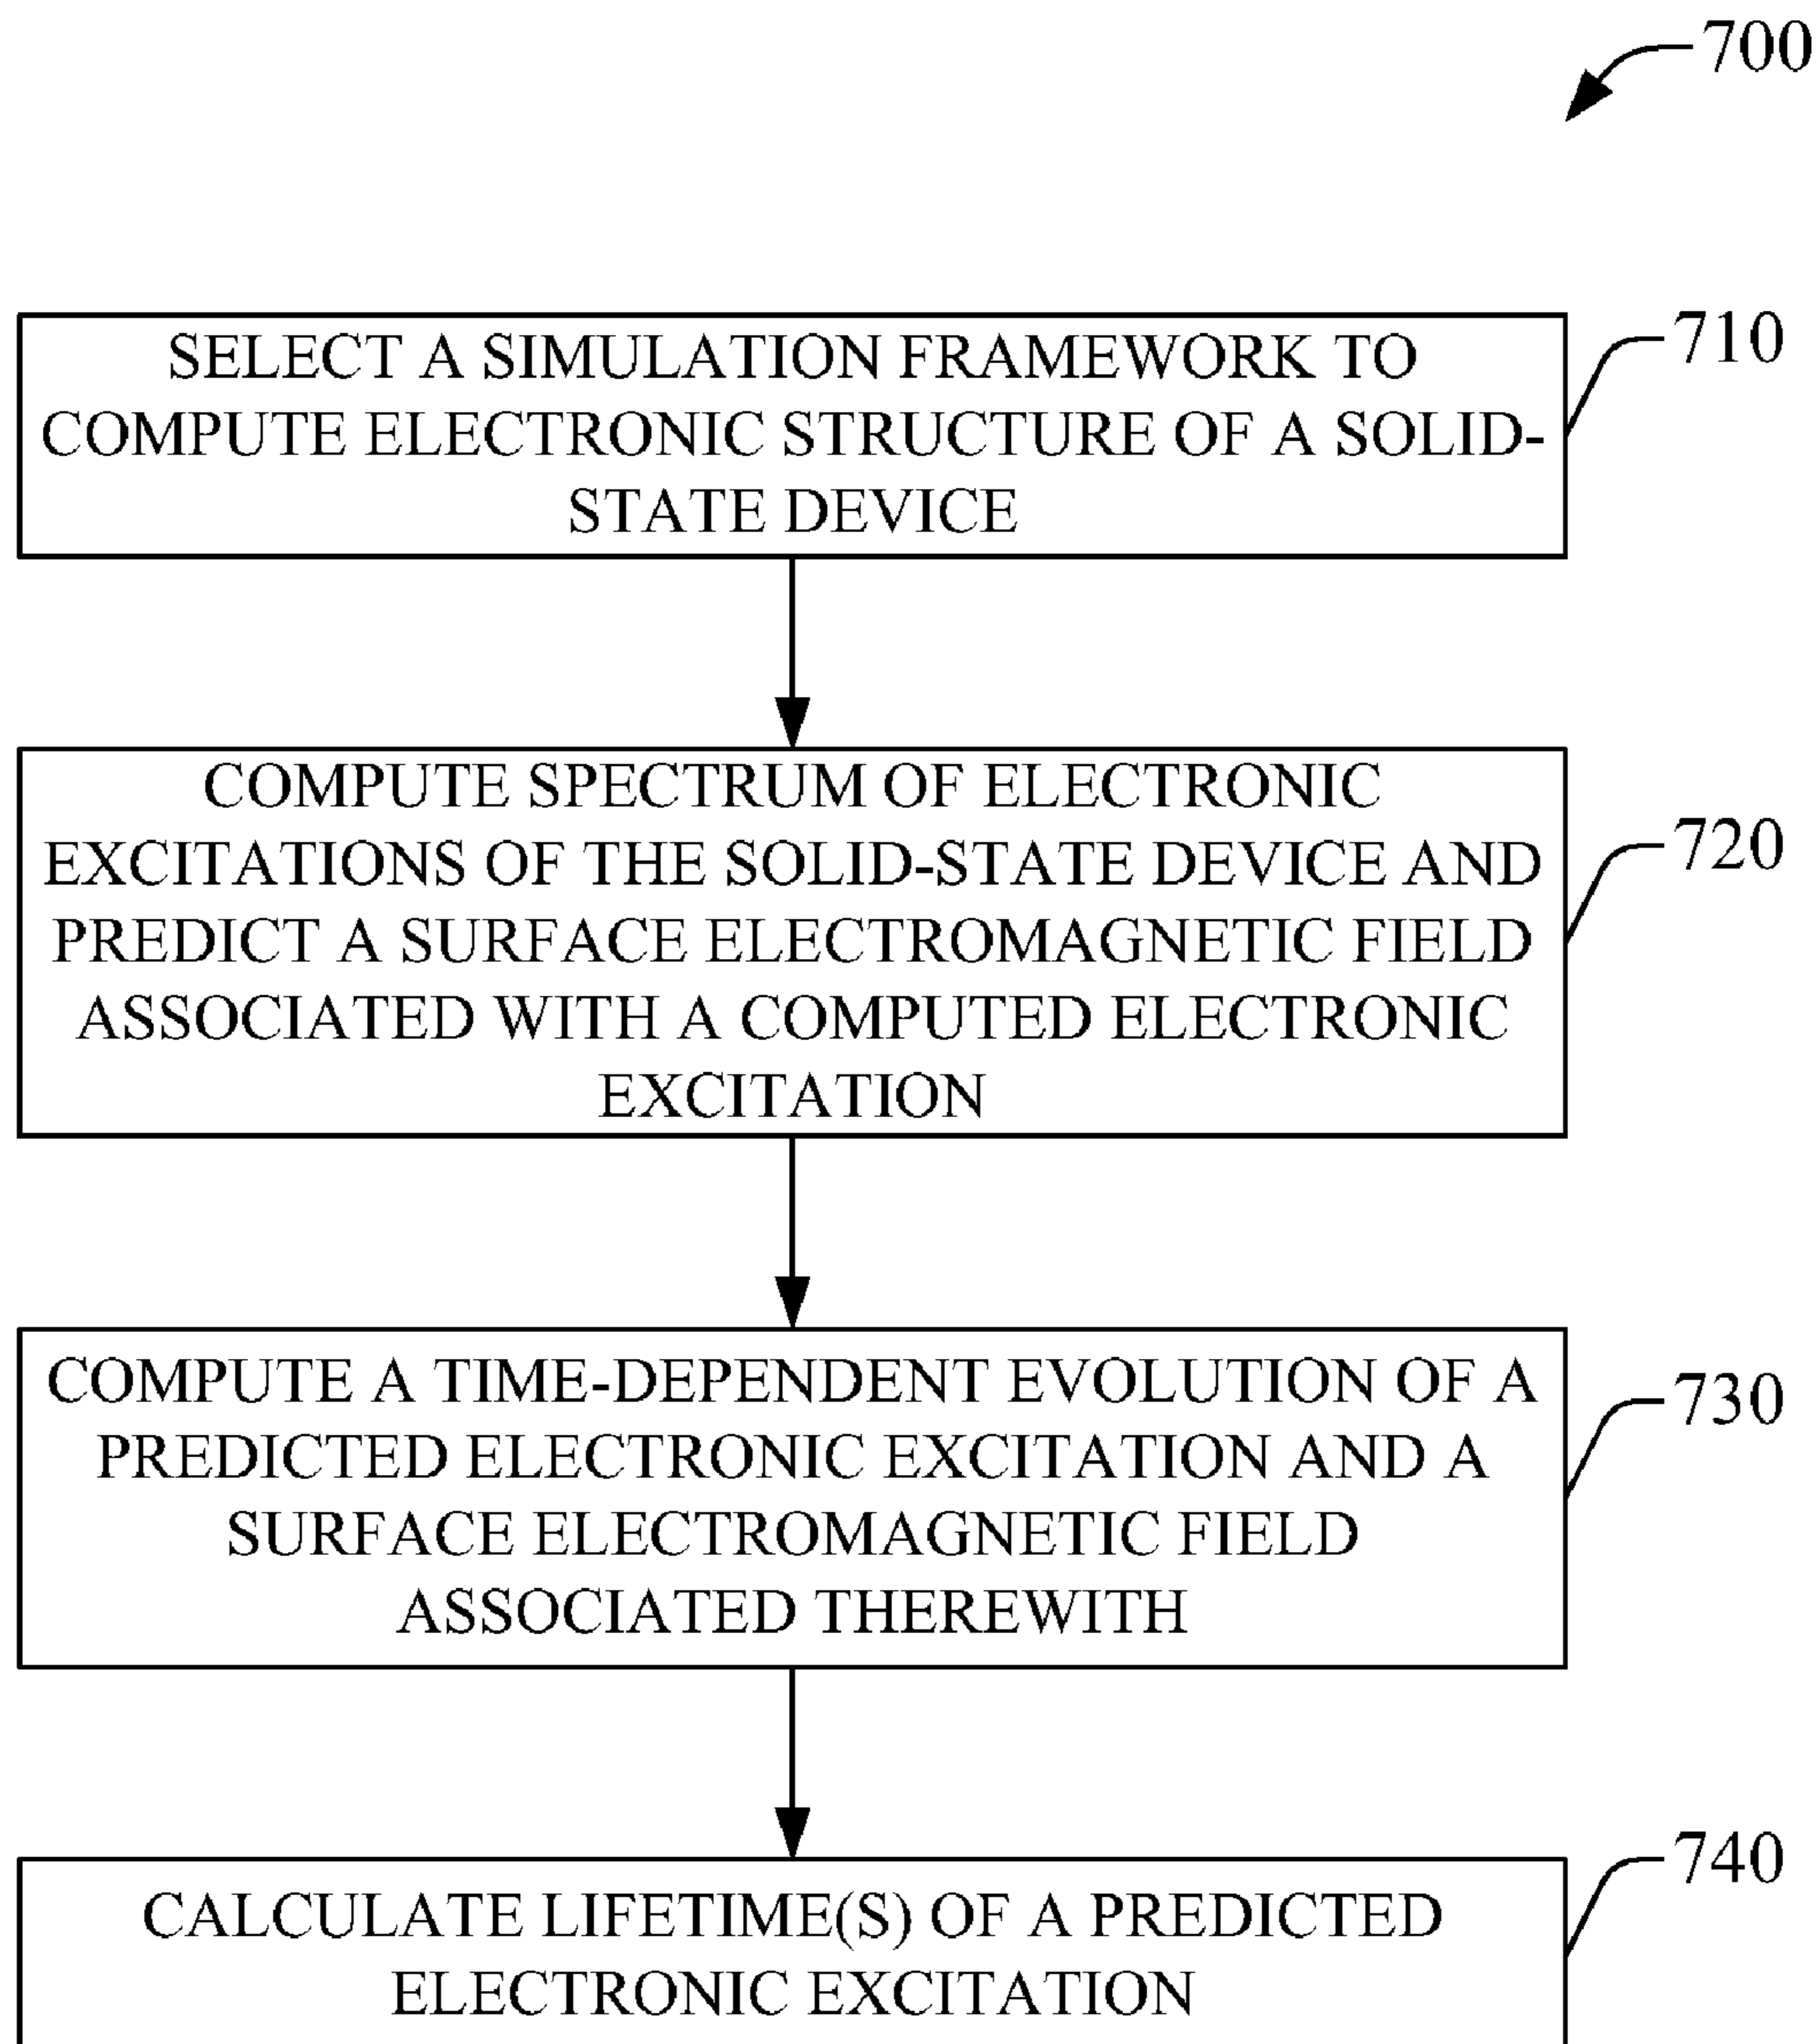 700
SELECT A SIMULATION FRAMEWORK TO
COMPUTE ELECTRONIC STRUCTURE OF A SOLID-
STATE DEVICE
710
COMPUTE SPECTRUM OF ELECTRONIC
EXCITATIONS OF THE SOLID-STATE DEVICE AND
PREDICT A SURFACE ELECTROMAGNETIC FIELD
ASSOCIATED WITH A COMPUTED ELECTRONIC
EXCITATION
720
COMPUTE A TIME-DEPENDENT EVOLUTION OF A
PREDICTED ELECTRONIC EXCITATION AND A
SURFACE ELECTROMAGNETIC FIELD
ASSOCIATED THEREWITH
730
CALCULATE LIFETIME(S) OF A PREDICTED
ELECTRONIC EXCITATION
740